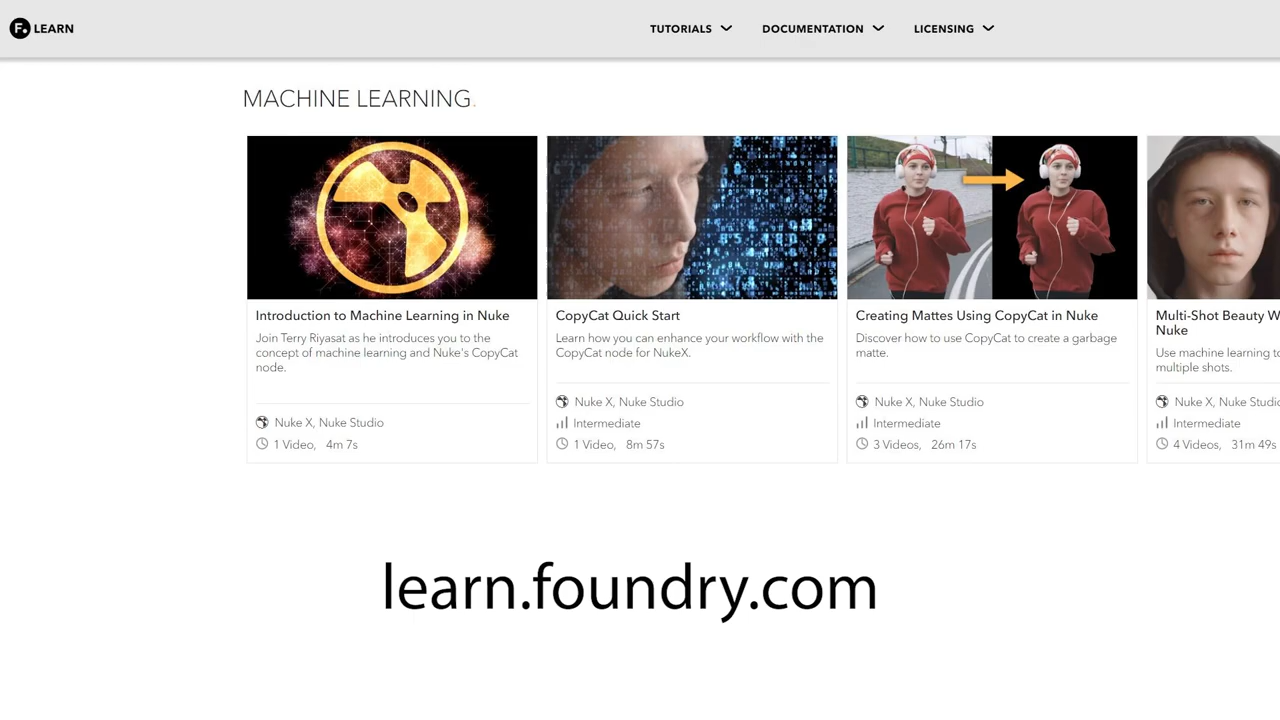 F. LEARN
TUTORIALS
DOCUMENTATION
LICENSING
MACHINE LEARNING.
Introduction to Machine Learning in Nuke
Join Terry Riyasat as he introduces you to the
concept of machine learning and Nuke's CopyCat
node.
Nuke X, Nuke Studio
1 Video, 4m 7s
CopyCat Quick Start
Learn how you can enhance your workflow with the
CopyCat node for NukeX.
Nuke X, Nuke Studio
Intermediate
1 Video, 8m 57s
Creating Mattes Using CopyCat in Nuke
Discover how to use CopyCat to create a garbage
matte.
Nuke X, Nuke Studio
Intermediate
3 Videos, 26m 17s
Multi-Shot Beauty W
Nuke
Use machine learning to
multiple shots.
Nuke X, Nuke Studio
Intermediate
4 Videos, 31m 49s
learn.foundry.com